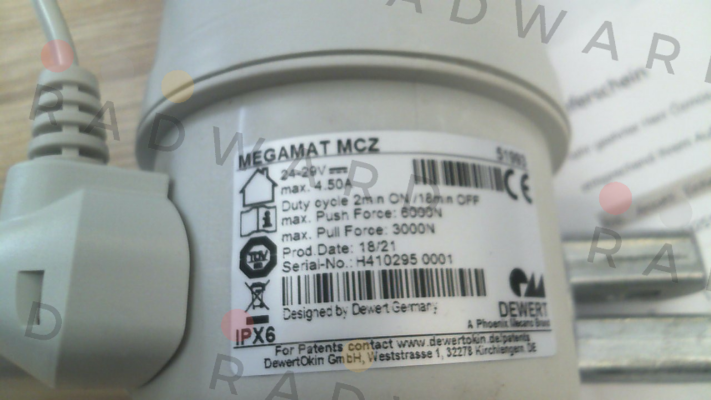 RADWARD
MEGAMAT MCZ
24-29V
max. 4.50A
Duty cycle 2min ON /18min OFF
max. Push Force: 6000N
max. Pull Force: 3000N
Prod.Date: 18/21
Serial-No.: H410295 0001
CE
TÜV
Designed by Dewert Germany
DEWERT
A Phoenix Mecano Brand
IPX6
For Patents contact www.dewertokin.de/patents
DewertOkin GmbH, Weststrasse 1, 32278 Kirchlengern, DE